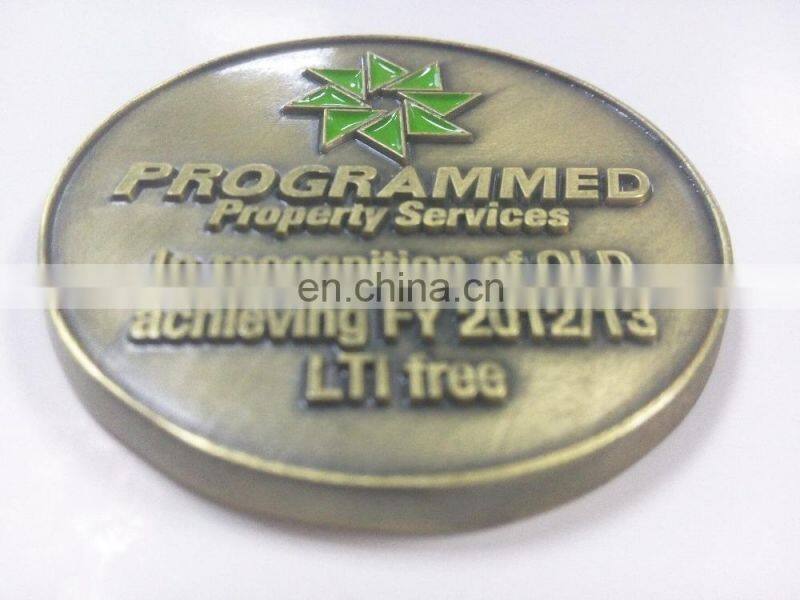 PROGRAMMED
Property Services
In recognition of QLD
en.china.cn
achieving FY 2012/13
LTI free